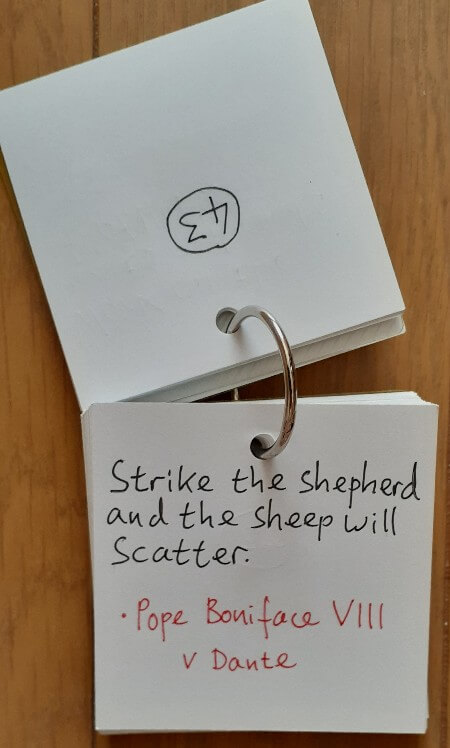 43
Strike the shepherd
and the sheep will
scatter.
· Pope Boniface VIII
v Dante